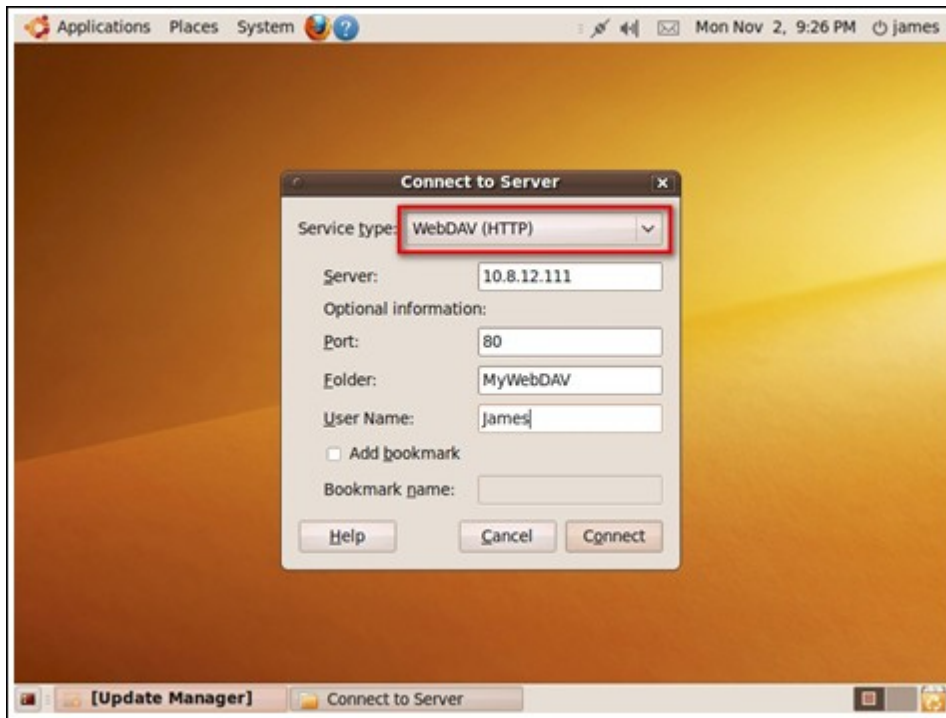 Applications Places System ? Mon Nov 2, 9:26 PM james
Connect to Server
Service type: WebDAV (HTTP)
Server: 10.8.12.111
Optional information:
Port: 80
Folder: MyWebDAV
User Name: James
Add bookmark
Bookmark name:
Help Cancel Connect
[Update Manager] Connect to Server